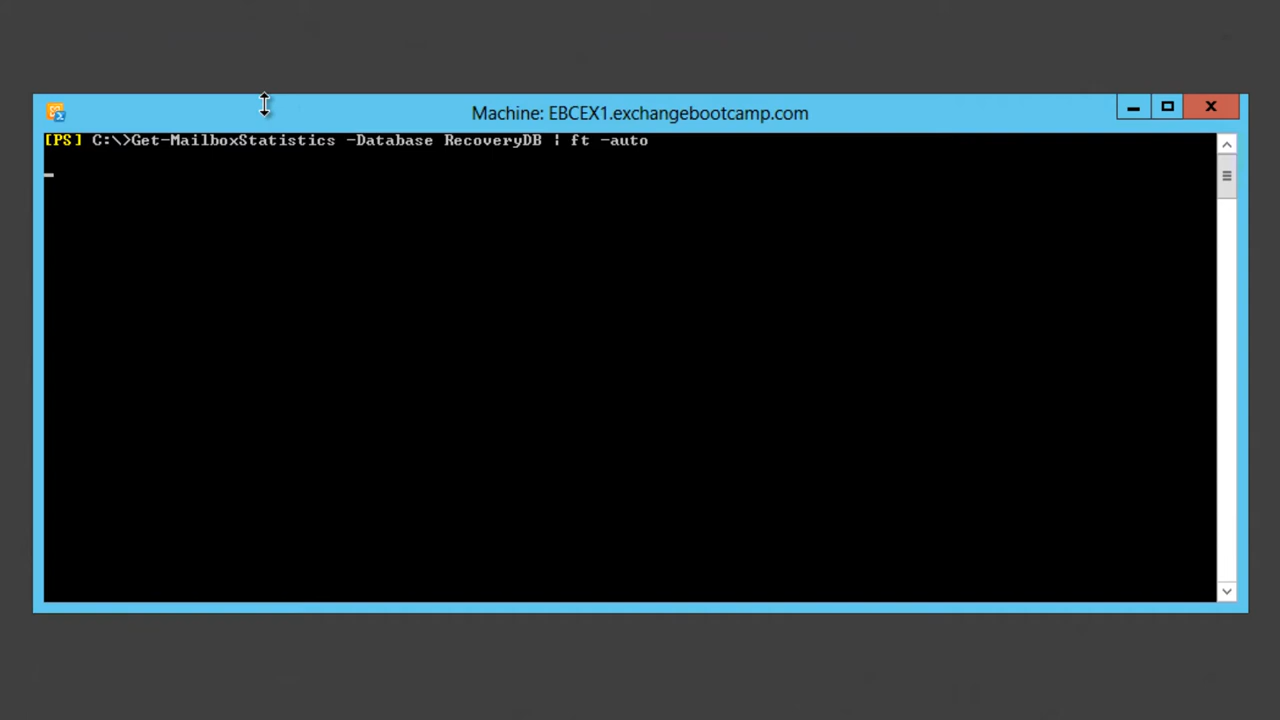 Machine: EBCEX1.exchangebootcamp.com
[PS] C:\>Get-MailboxStatistics -Database RecoveryDB | ft -auto